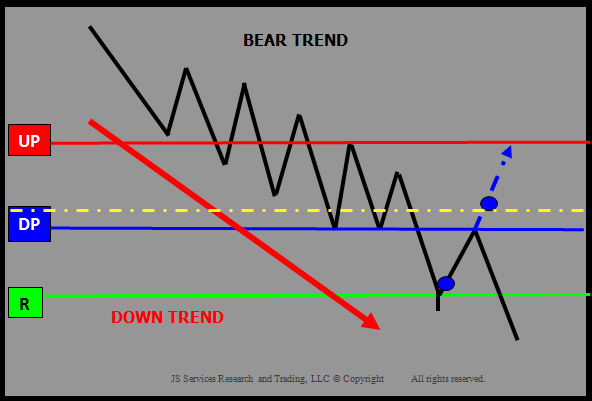 BEAR TREND
UP
DP
R
DOWN TREND
JS Services Research and Trading, LLC © Copyright All rights reserved.